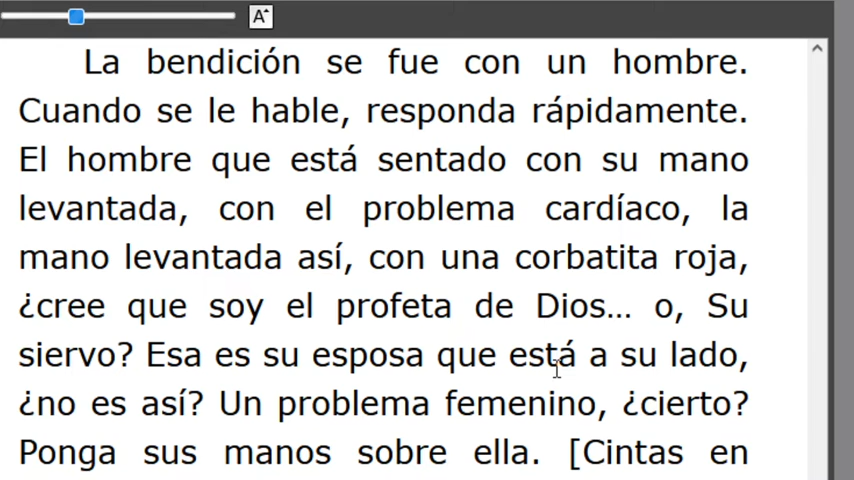 A
La bendición se fue con un hombre.
Cuando se le hable, responda rápidamente.
El hombre que está sentado con su mano
levantada, con el problema cardíaco, la
mano levantada así, con una corbatita roja,
¿cree que soy el profeta de Dios… o, Su
siervo? Esa es su esposa que está a su lado,
¿no es así? Un problema femenino, ¿cierto?
Ponga sus manos sobre ella. [Cintas en